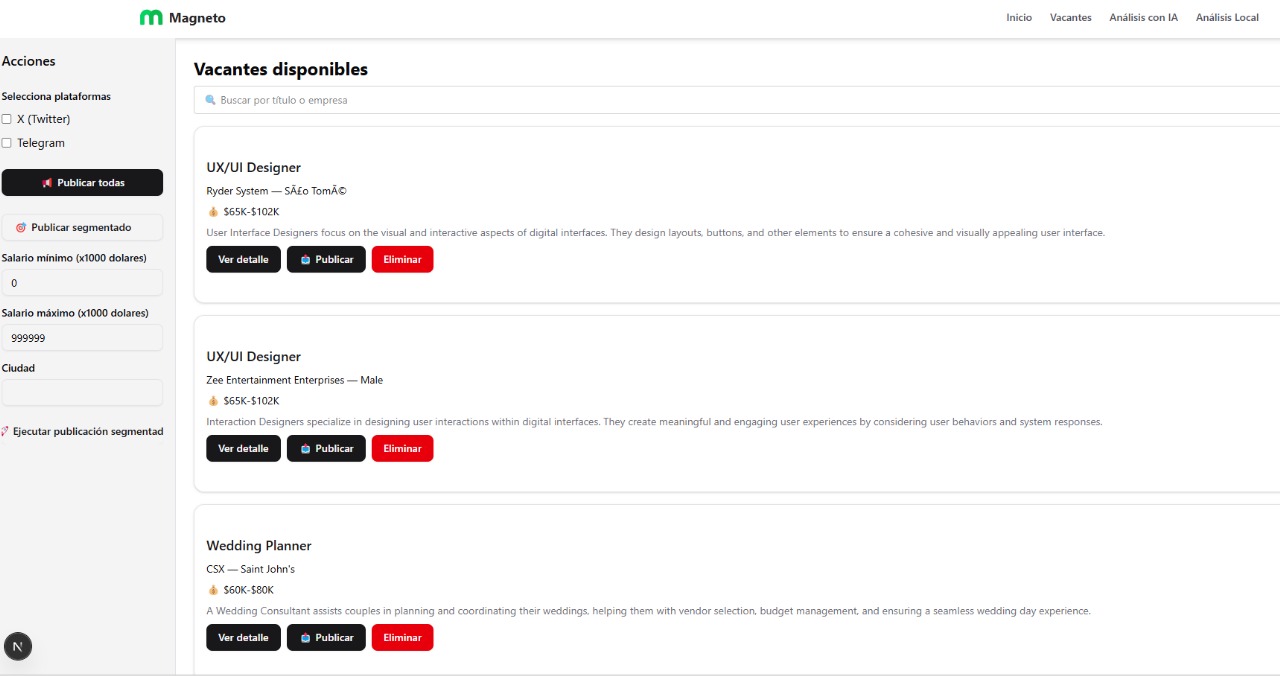 Magneto
Inicio Vacantes Análisis con IA Análisis Local
Acciones
Selecciona plataformas
X (Twitter)
Telegram
Publicar todas
Publicar segmentado
Salario mínimo (x1000 dolares)
0
Salario máximo (x1000 dolares)
999999
Ciudad
Ejecutar publicación segmentad
N
Vacantes disponibles
Buscar por título o empresa
UX/UI Designer
Ryder System — SÃ£o TomÃ©
$65K-$102K
User Interface Designers focus on the visual and interactive aspects of digital interfaces. They design layouts, buttons, and other elements to ensure a cohesive and visually appealing user interface.
Ver detalle Publicar Eliminar
UX/UI Designer
Zee Entertainment Enterprises — Male
$65K-$102K
Interaction Designers specialize in designing user interactions within digital interfaces. They create meaningful and engaging user experiences by considering user behaviors and system responses.
Ver detalle Publicar Eliminar
Wedding Planner
CSX — Saint John's
$60K-$80K
A Wedding Consultant assists couples in planning and coordinating their weddings, helping them with vendor selection, budget management, and ensuring a seamless wedding day experience.
Ver detalle Publicar Eliminar